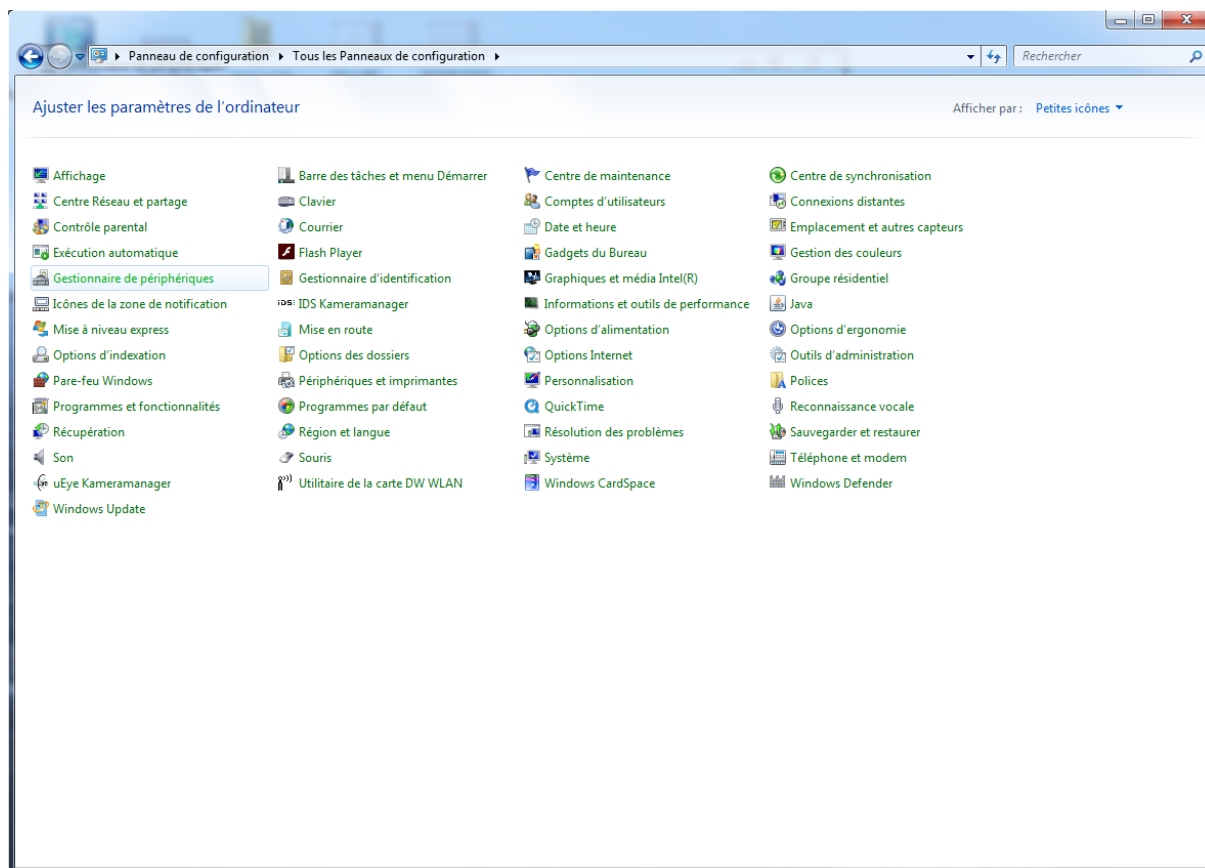 Panneau de configuration Tous les Panneaux de configuration Rechercher
Ajuster les paramètres de l'ordinateur Afficher par : Petites icônes
Affichage Barre des tâches et menu Démarrer Centre de maintenance Centre de synchronisation
Centre Réseau et partage Clavier Comptes d'utilisateurs Connexions distantes
Contrôle parental Courrier Date et heure Emplacement et autres capteurs
Exécution automatique Flash Player Gadgets du Bureau Gestion des couleurs
Gestionnaire de périphériques Gestionnaire d'identification Graphiques et média Intel(R) Groupe résidentiel
Icônes de la zone de notification IDS Kameramanager Informations et outils de performance Java
Mise à niveau express Mise en route Options d'alimentation Options d'ergonomie
Options d'indexation Options des dossiers Options Internet Outils d'administration
Pare-feu Windows Périphériques et imprimantes Personnalisation Polices
Programmes et fonctionnalités Programmes par défaut QuickTime Reconnaissance vocale
Récupération Région et langue Résolution des problèmes Sauvegarder et restaurer
Son Souris Système Téléphone et modem
uEye Kameramanager Utilitaire de la carte DW WLAN Windows CardSpace Windows Defender
Windows Update